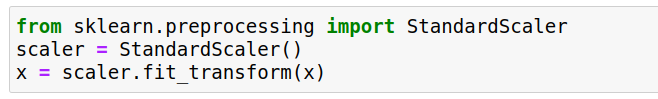 from sklearn.preprocessing import StandardScaler
scaler = StandardScaler()
x = scaler.fit_transform(x)